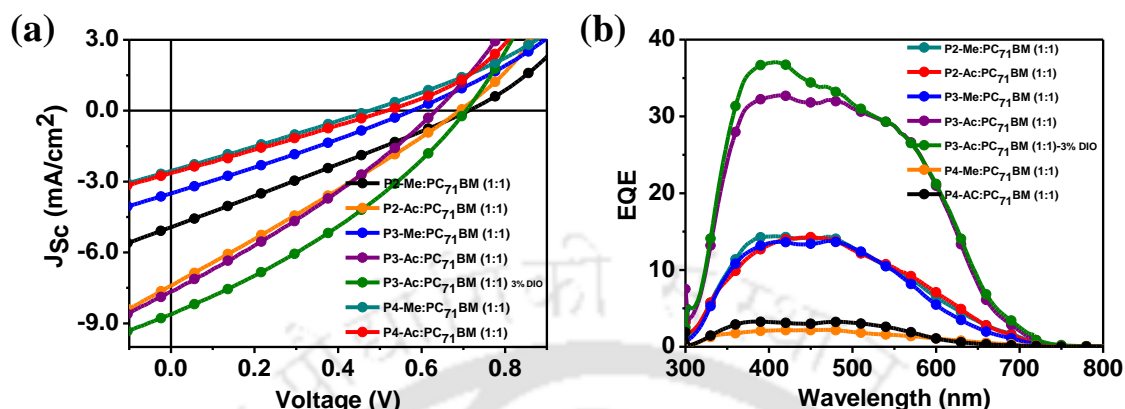 (a)
3.0
0.0
-3.0
-6.0
-9.0
J_Sc (mA/cm²)
0.0 0.2 0.4 0.6 0.8
Voltage (V)
P2-Me:PC₇₁BM (1:1)
P2-Ac:PC₇₁BM (1:1)
P3-Me:PC₇₁BM (1:1)
P3-Ac:PC₇₁BM (1:1)
P3-Ac:PC₇₁BM (1:1) 3% DIO
P4-Me:PC₇₁BM (1:1)
P4-Ac:PC₇₁BM (1:1)
(b)
40
30
20
10
0
EQE
300 400 500 600 700 800
Wavelength (nm)
P2-Me:PC₇₁BM (1:1)
P2-Ac:PC₇₁BM (1:1)
P3-Me:PC₇₁BM (1:1)
P3-Ac:PC₇₁BM (1:1)
P3-Ac:PC₇₁BM (1:1)-3% DIO
P4-Me:PC₇₁BM (1:1)
P4-AC:PC₇₁BM (1:1)